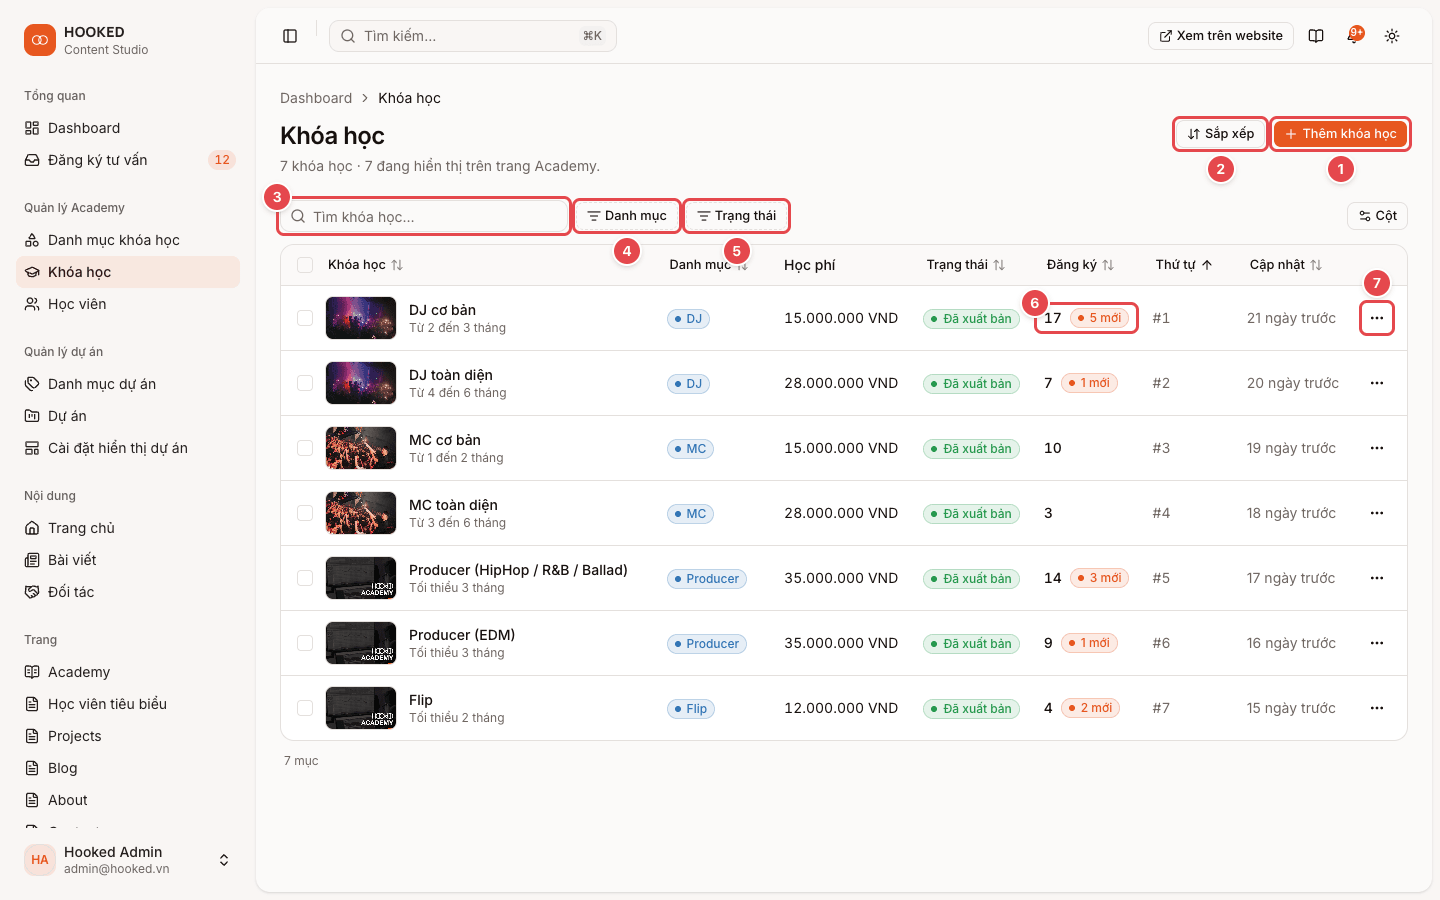 HOOKED
Content Studio
Tổng quan
Dashboard
Đăng ký tư vấn 12
Quản lý Academy
Danh mục khóa học
Khóa học
Học viên
Quản lý dự án
Danh mục dự án
Dự án
Cài đặt hiển thị dự án
Nội dung
Trang chủ
Bài viết
Đối tác
Trang
Academy
Học viên tiêu biểu
Projects
Blog
About
HA
Hooked Admin
admin@hooked.vn
Tìm kiếm... ⌘K
Xem trên website
9+
Dashboard > Khóa học
Khóa học
7 khóa học · 7 đang hiển thị trên trang Academy.
Sắp xếp
+ Thêm khóa học
2
1
3
Tìm khóa học...
Danh mục
Trạng thái
Cột
4
5
Khóa học Danh mục Học phí Trạng thái Đăng ký Thứ tự Cập nhật
7
6
DJ cơ bản
Từ 2 đến 3 tháng
DJ 15.000.000 VND Đã xuất bản 17 5 mới #1 21 ngày trước
DJ toàn diện
Từ 4 đến 6 tháng
DJ 28.000.000 VND Đã xuất bản 7 1 mới #2 20 ngày trước
MC cơ bản
Từ 1 đến 2 tháng
MC 15.000.000 VND Đã xuất bản 10 #3 19 ngày trước
MC toàn diện
Từ 3 đến 6 tháng
MC 28.000.000 VND Đã xuất bản 3 #4 18 ngày trước
HOOKED ACADEMY
Producer (HipHop / R&B / Ballad)
Tối thiểu 3 tháng
Producer 35.000.000 VND Đã xuất bản 14 3 mới #5 17 ngày trước
HOOKED ACADEMY
Producer (EDM)
Tối thiểu 3 tháng
Producer 35.000.000 VND Đã xuất bản 9 1 mới #6 16 ngày trước
HOOKED ACADEMY
Flip
Tối thiểu 2 tháng
Flip 12.000.000 VND Đã xuất bản 4 2 mới #7 15 ngày trước
7 mục